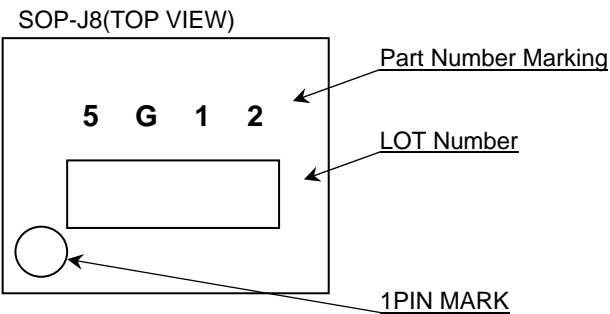 SOP-J8(TOP VIEW)
Part Number Marking
5 G 1 2
LOT Number
1PIN MARK